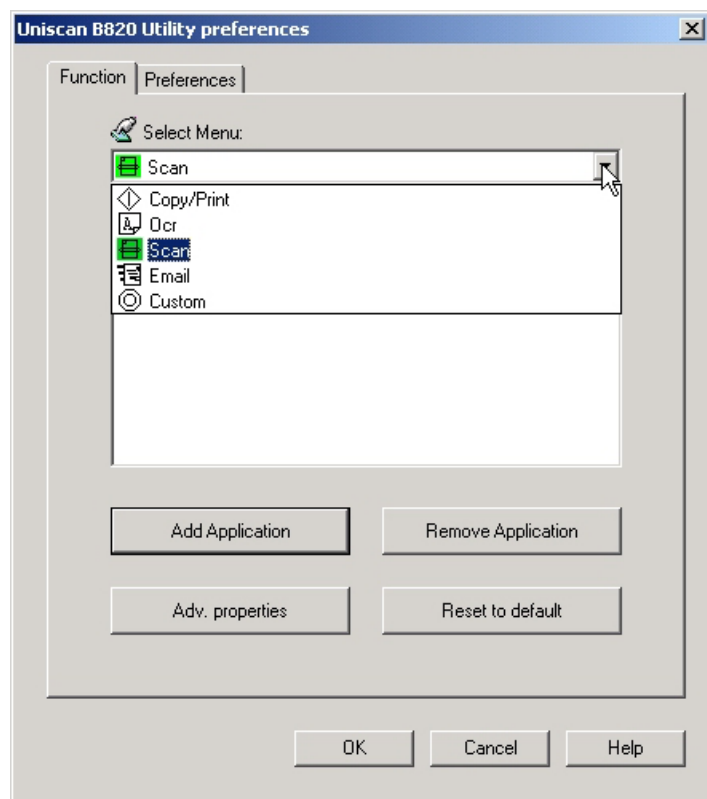 Uniscan B820 Utility preferences
Function Preferences
Select Menu:
Scan
Copy/Print
Ocr
Scan
Email
Custom
Add Application Remove Application
Adv. properties Reset to default
OK Cancel Help